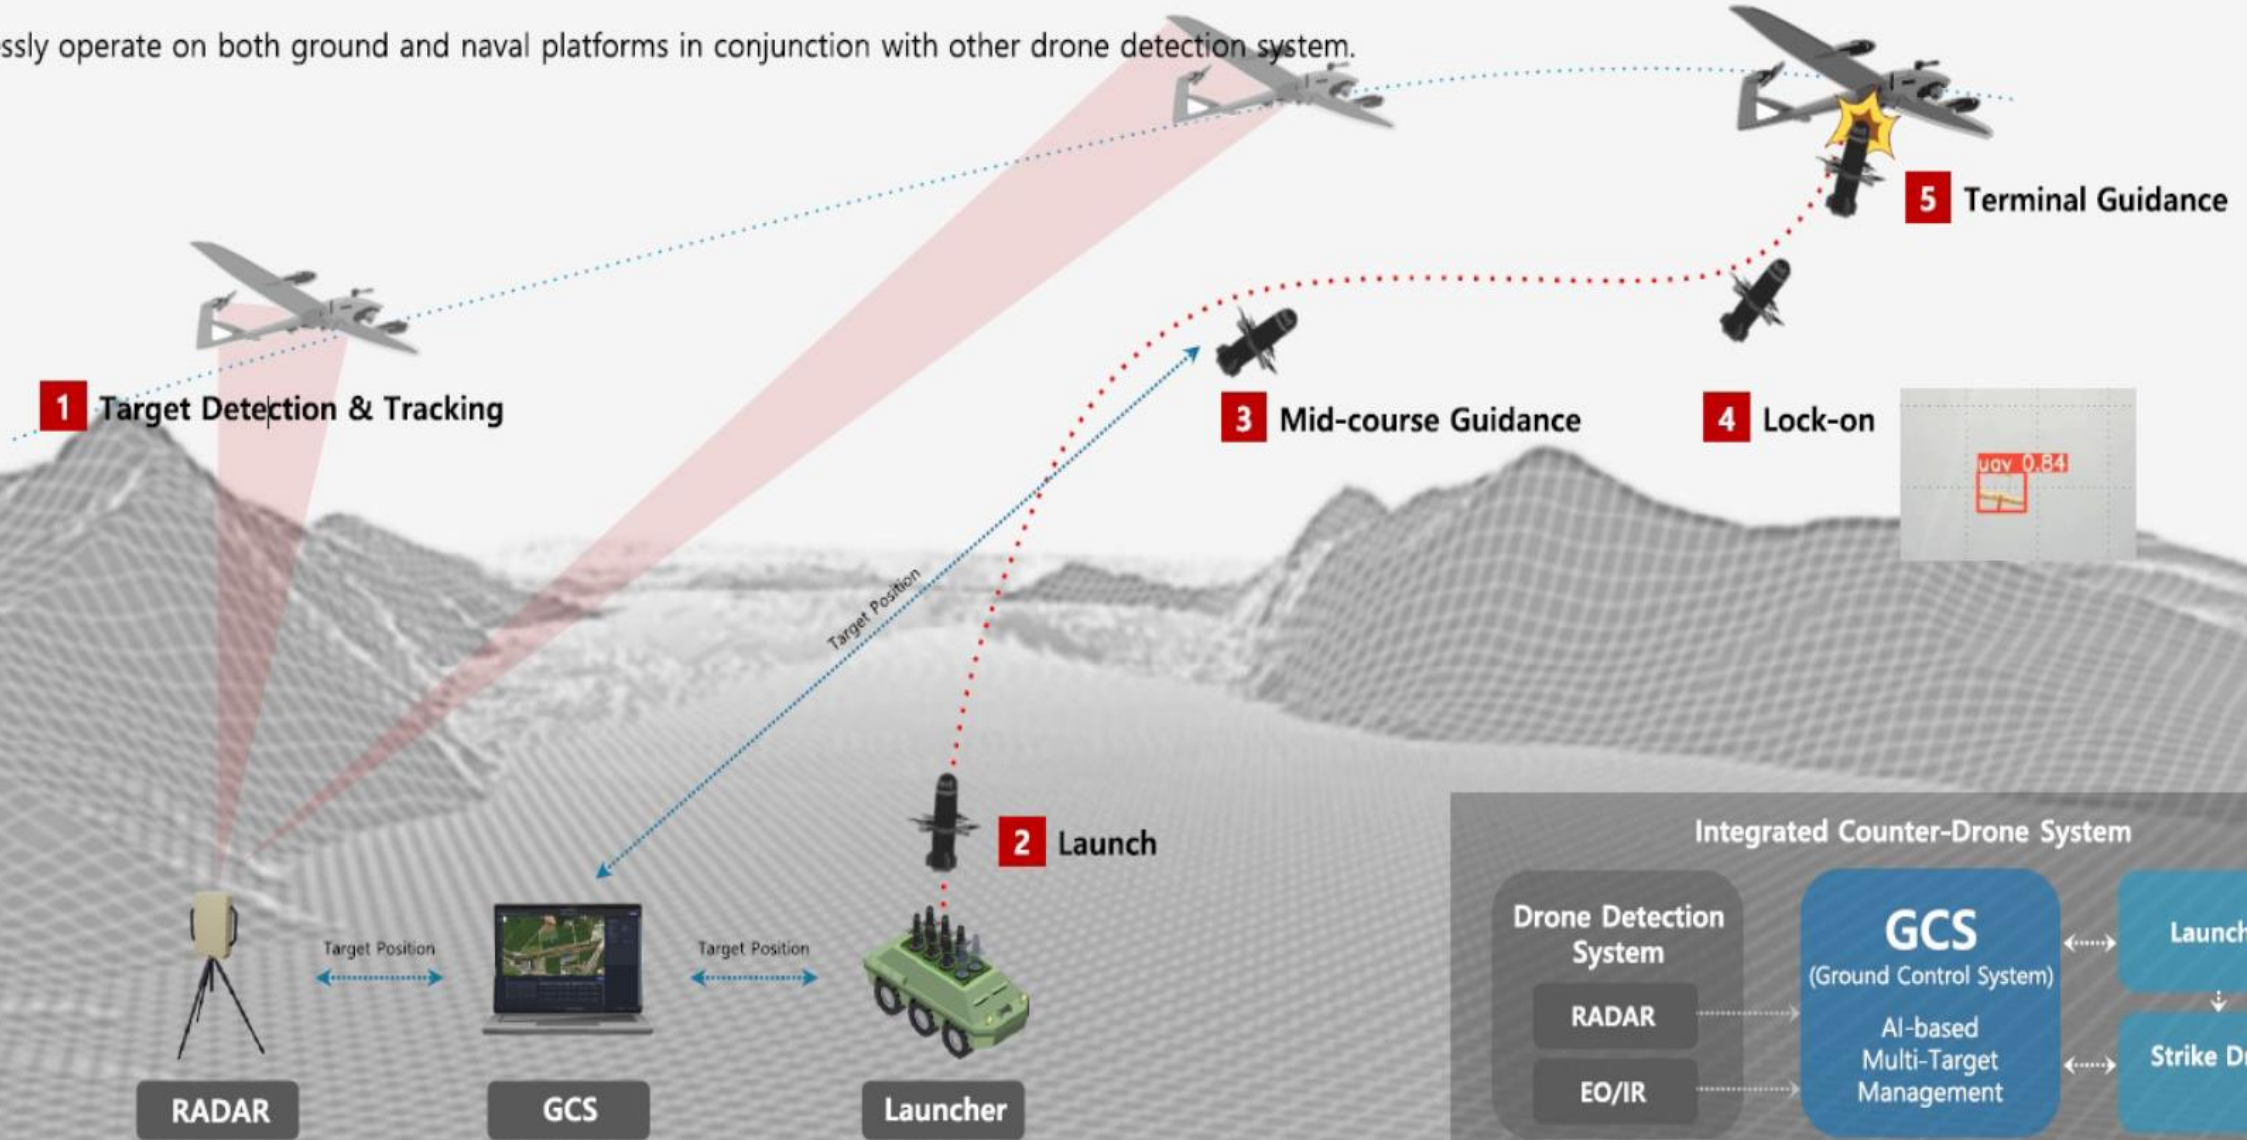 ssly operate on both ground and naval platforms in conjunction with other drone detection system.
5 Terminal Guidance
1 Target Detection & Tracking
3 Mid-course Guidance
4 Lock-on
uav 0.84
Target Position
2 Launch
Target Position
Target Position
RADAR
GCS
Launcher
Integrated Counter-Drone System
Drone Detection
System
RADAR
EO/IR
GCS
(Ground Control System)
AI-based
Multi-Target
Management
Launch
Strike D